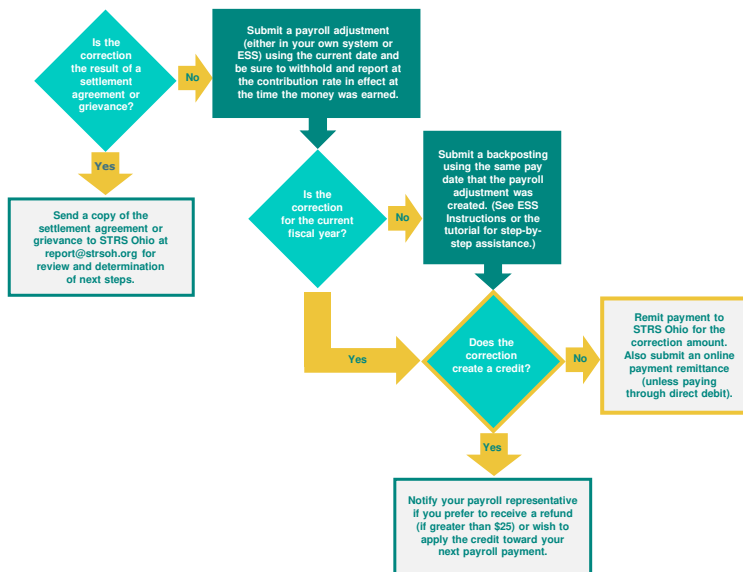 Is the
correction
the result of a
settlement
agreement or
grievance?
No
Submit a payroll adjustment
(either in your own system or
ESS) using the current date and
be sure to withhold and report at
the contribution rate in effect at
the time the money was earned.
Yes
Send a copy of the
settlement agreement or
grievance to STRS Ohio at
report@strsoh.org for
review and determination
of next steps.
Is the
correction
for the current
fiscal year?
No
Submit a backposting
using the same pay
date that the payroll
adjustment was
created. (See ESS
Instructions or the
tutorial for step-by-
step assistance.)
Yes
Does the
correction
create a credit?
No
Remit payment to
STRS Ohio for the
correction amount.
Also submit an online
payment remittance
(unless paying
through direct debit).
Yes
Notify your payroll representative
if you prefer to receive a refund
(if greater than $25) or wish to
apply the credit toward your
next payroll payment.